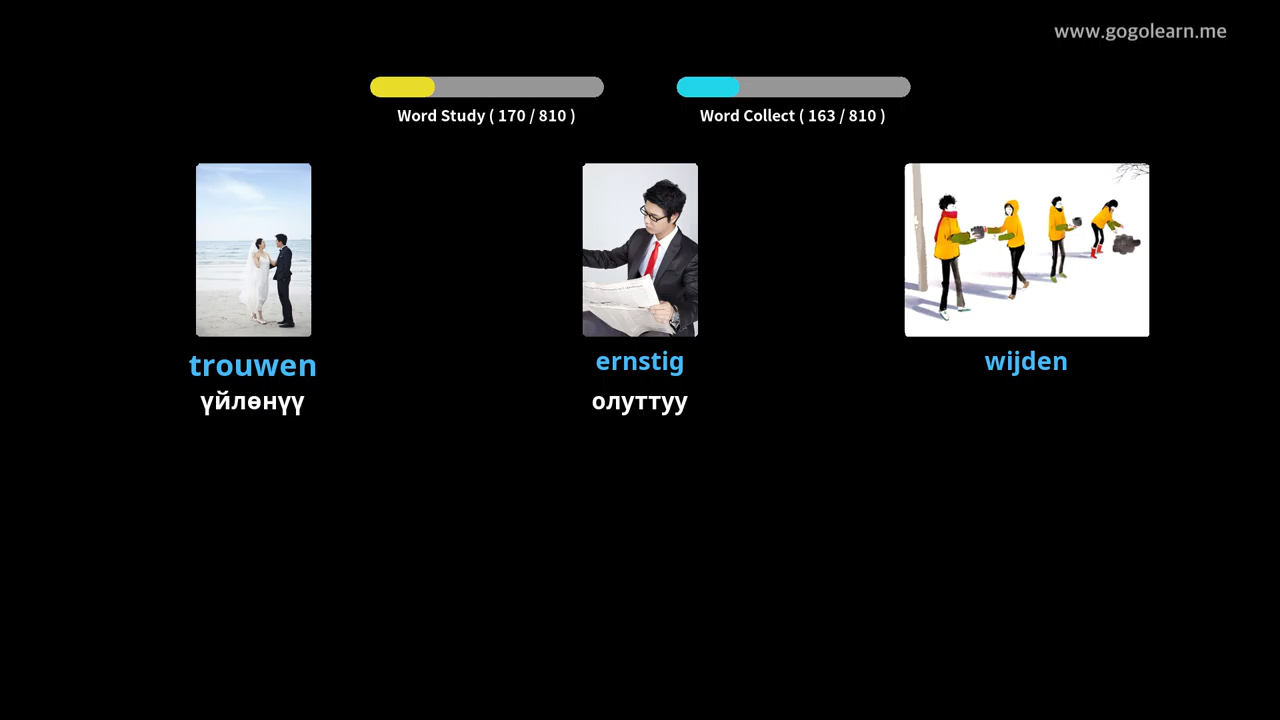 www.gogolearn.me
Word Study ( 170 / 810 )
Word Collect ( 163 / 810 )
trouwen
үйлөнүү
ernstig
олуттуу
wijden